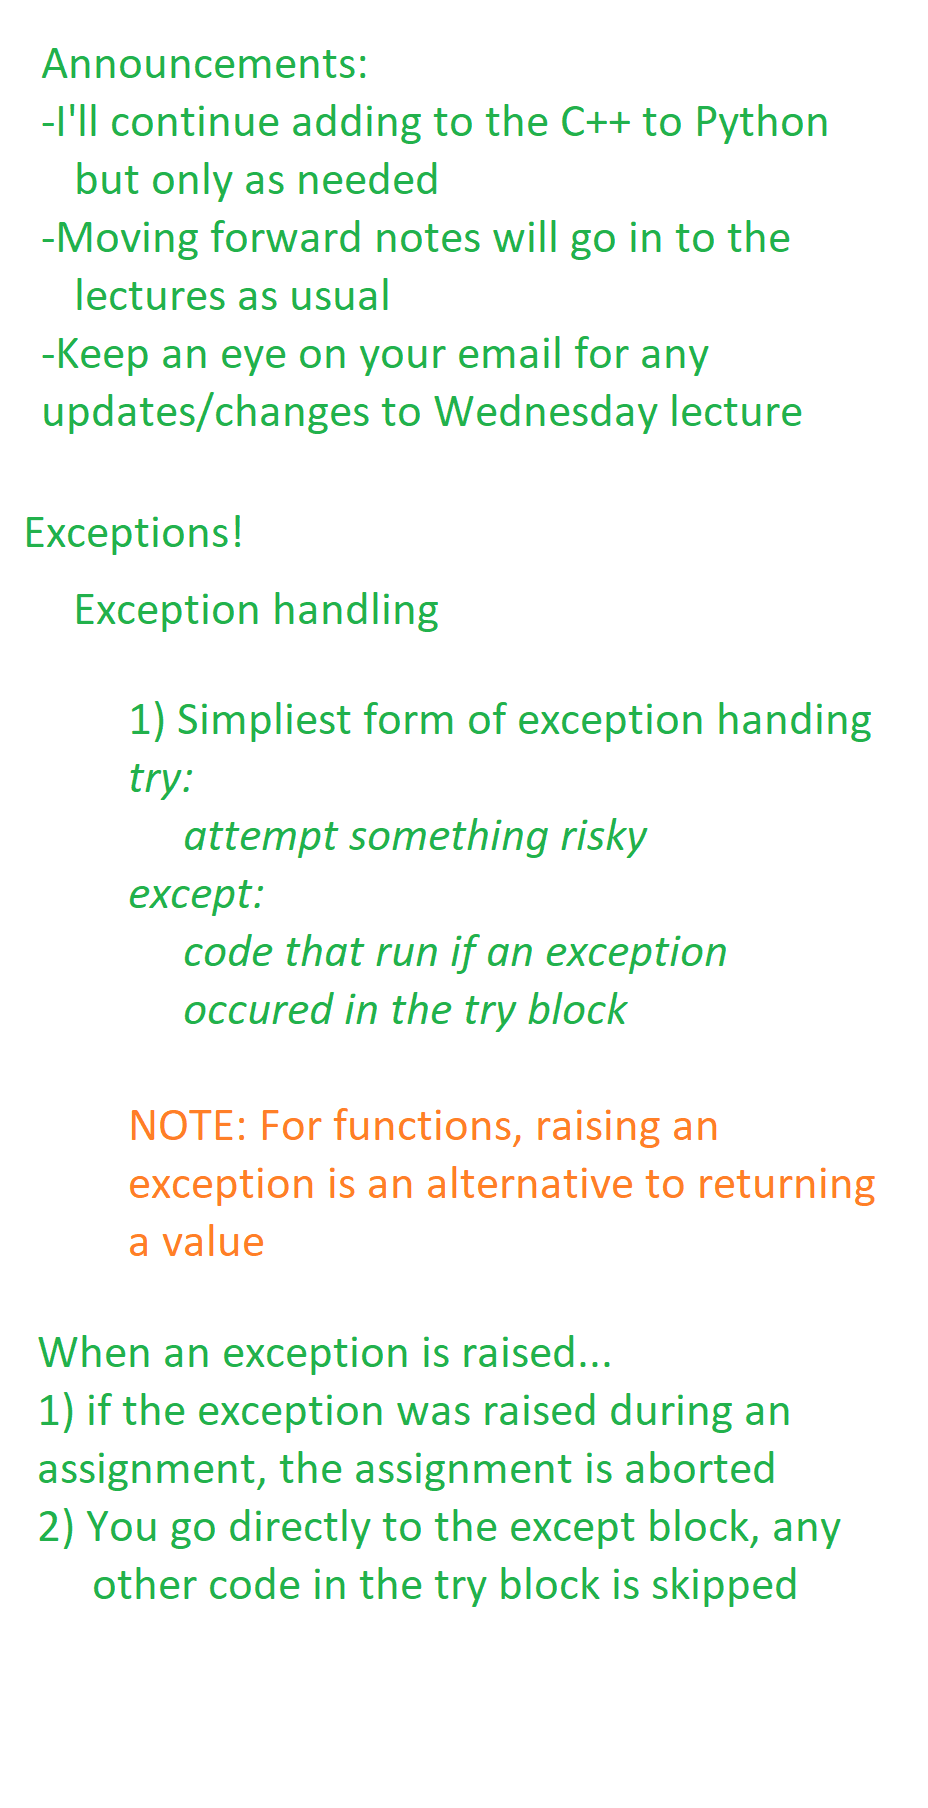 Announcements:
-I'll continue adding to the C++ to Python
but only as needed
-Moving forward notes will go in to the
lectures as usual
-Keep an eye on your email for any
updates/changes to Wednesday lecture
Exceptions!
Exception handling
1) Simpliest form of exception handing
try:
attempt something risky
except:
code that run if an exception
occured in the try block
NOTE: For functions, raising an
exception is an alternative to returning
a value
When an exception is raised...
1) if the exception was raised during an
assignment, the assignment is aborted
2) You go directly to the except block, any
other code in the try block is skipped